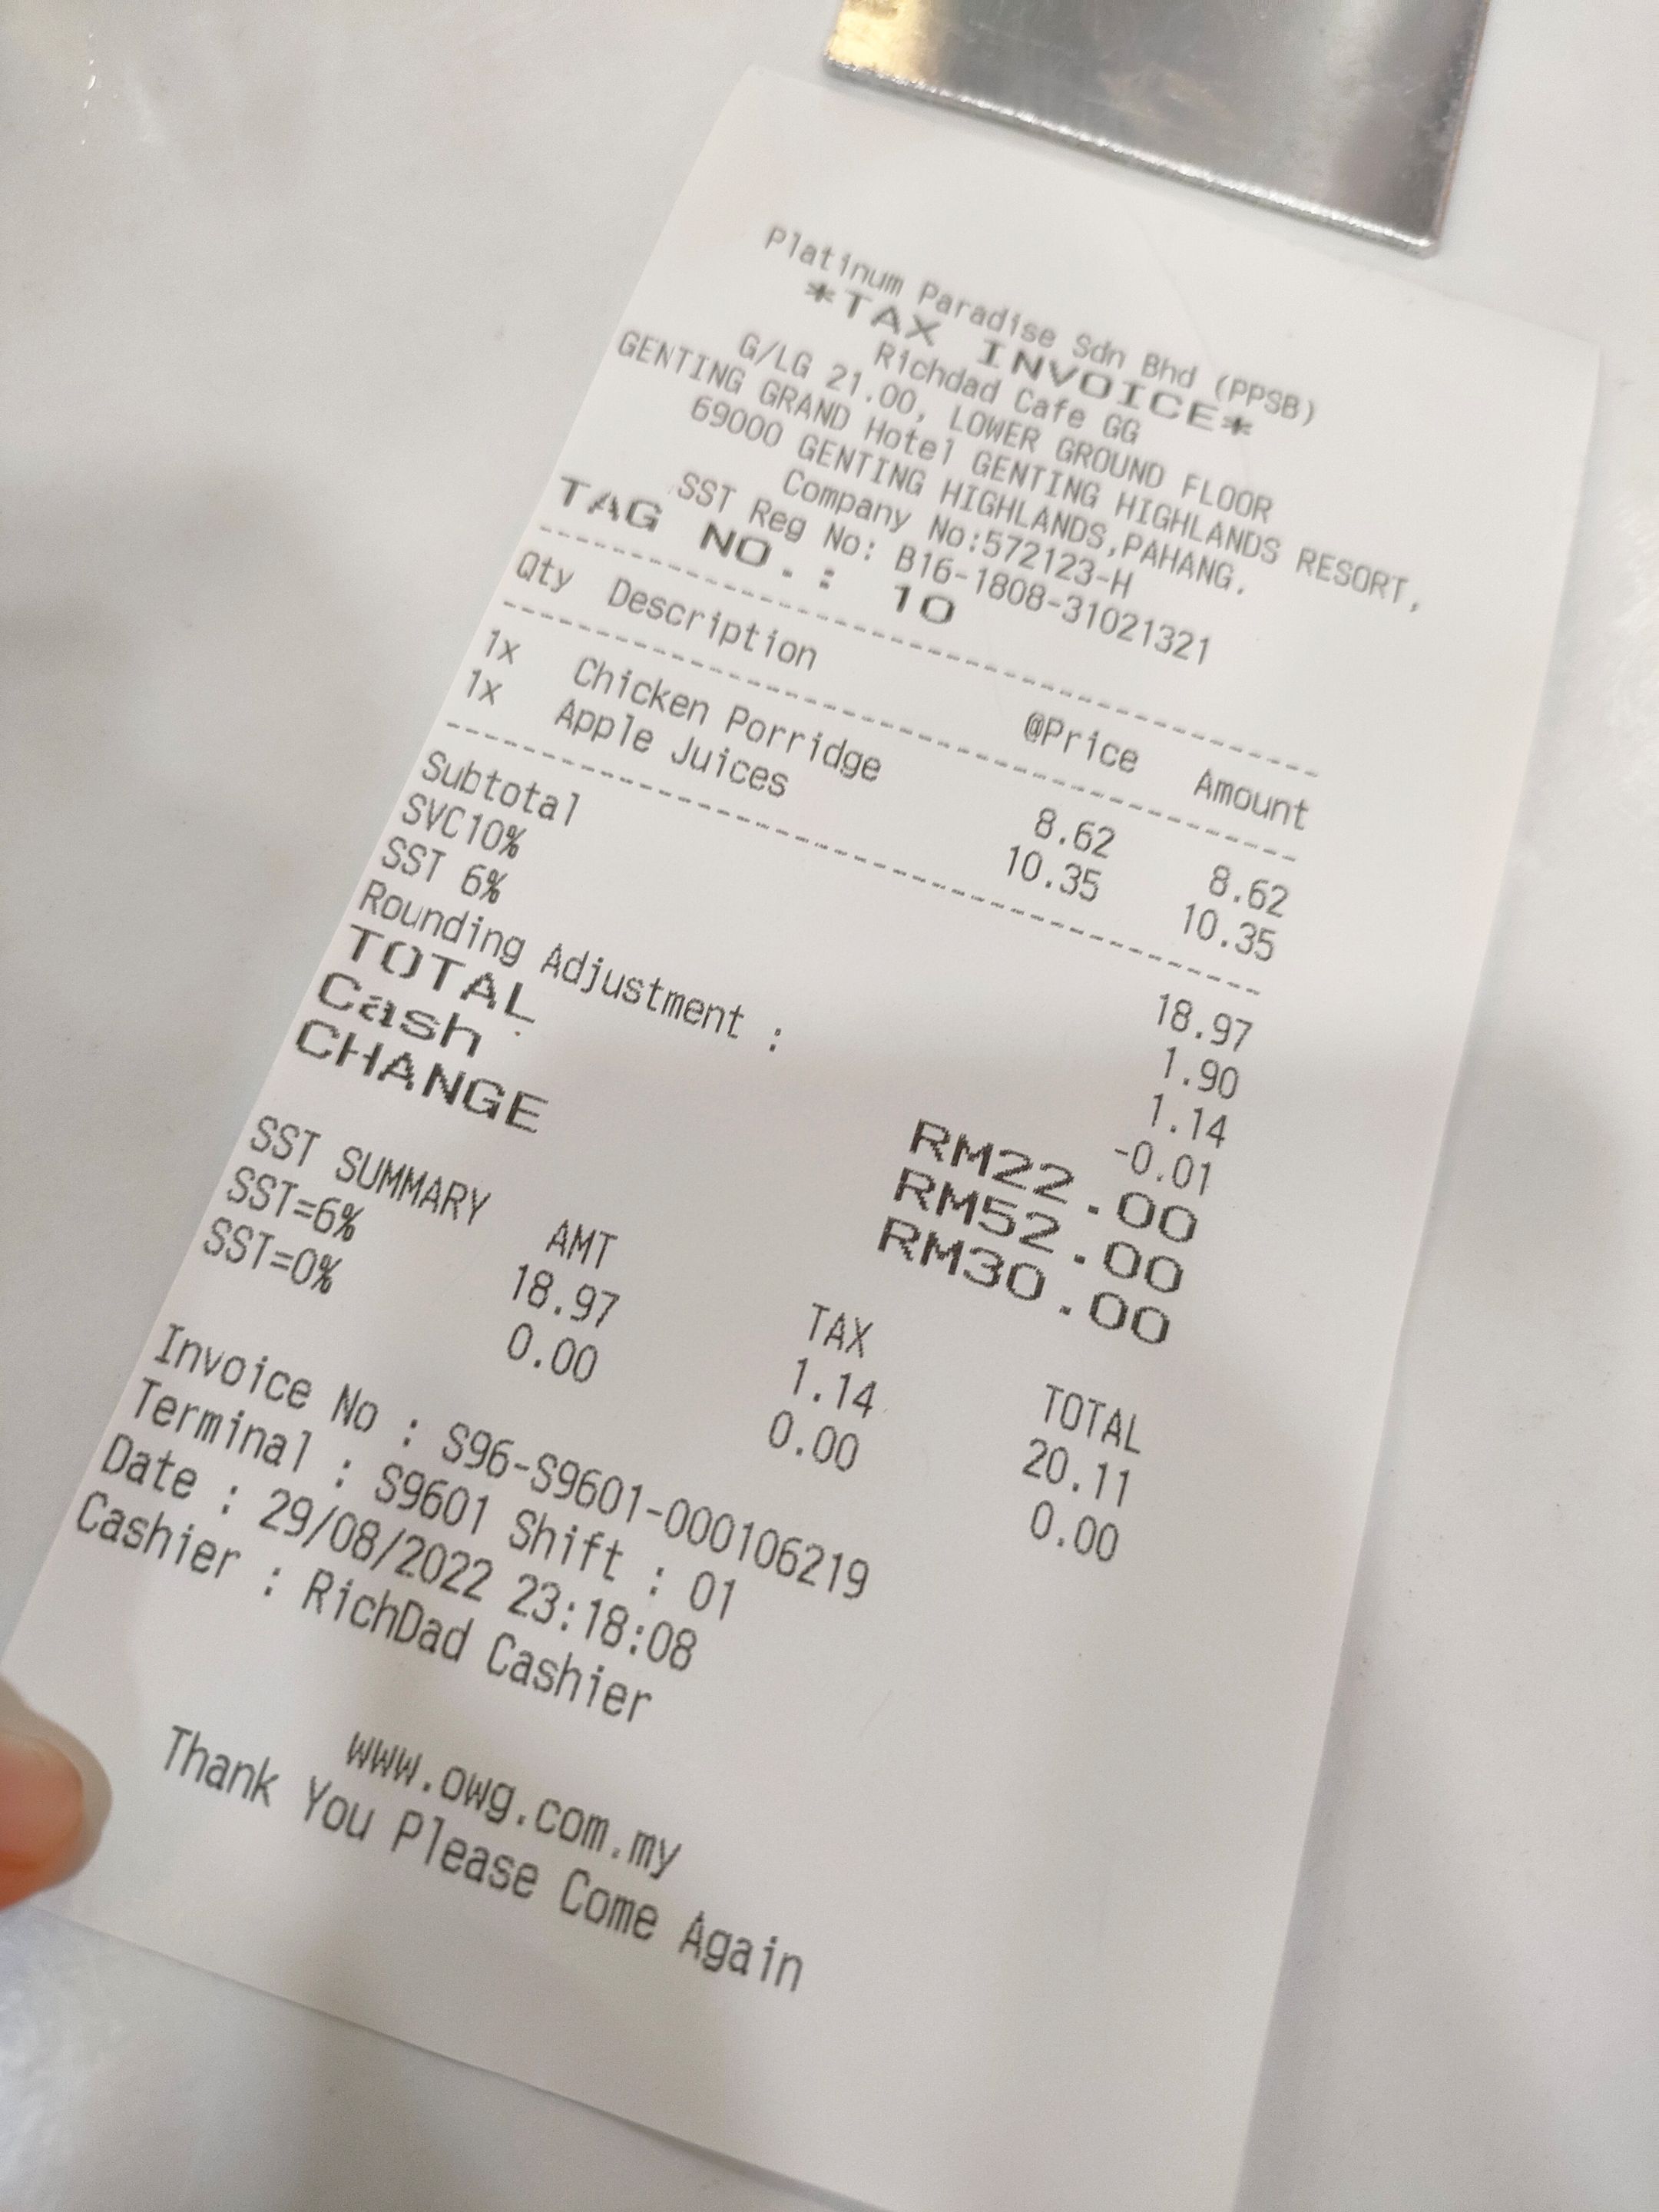 Platinum Paradise Sdn Bhd (PPSB)
*TAX INVOICE*
Richdad Cafe GG
G/LG 21.00, LOWER GROUND FLOOR
GENTING GRAND Hotel GENTING HIGHLANDS RESORT,
69000 GENTING HIGHLANDS,PAHANG.
Company No:572123-H
SST Reg No: B16-1808-31021321
TAG NO.: 10
Qty Description @Price Amount
1x Chicken Porridge 8.62 8.62
1x Apple Juices 10.35 10.35
Subtotal 18.97
SVC10% 1.90
SST 6% 1.14
Rounding Adjustment : -0.01
TOTAL RM22.00
Cash RM52.00
CHANGE RM30.00
SST SUMMARY AMT TAX TOTAL
SST=6% 18.97 1.14 20.11
SST=0% 0.00 0.00 0.00
Invoice No : S96-S9601-000106219
Terminal : S9601 Shift : 01
Date : 29/08/2022 23:18:08
Cashier : RichDad Cashier
www.owg.com.my
Thank You Please Come Again